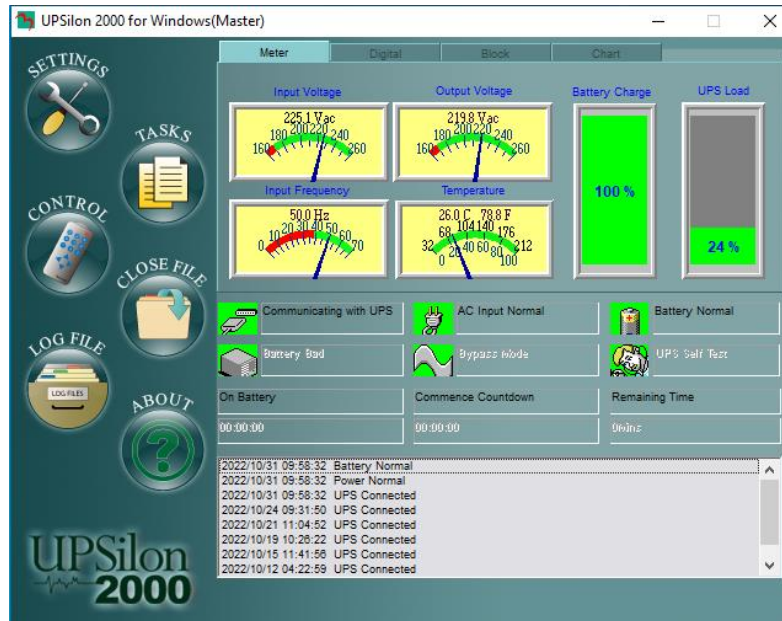 UPSilon 2000 for Windows(Master)
SETTINGS
TASKS
CONTROL
CLOSE FILE
LOG FILE
LOG FILES
ABOUT
UPSilon
2000
Meter Digital Block Chart
Input Voltage Output Voltage Battery Charge UPS Load
225.1 Vac
160 180 200 220 240 260
219.8 Vac
160 180 200 220 240 260
100 %
24 %
Input Frequency Temperature
50.0 Hz
0 10 20 30 40 50 60 70
26.0 C 78.8 F
32 68 104 140 176 212
0 20 40 60 80 100
Communicating with UPS AC Input Normal Battery Normal
Battery Bad Bypass Mode UPS Self Test
On Battery Commence Countdown Remaining Time
00:00:00 00:00:00 0mins
2022/10/31 09:58:32 Battery Normal
2022/10/31 09:58:32 Power Normal
2022/10/31 09:58:32 UPS Connected
2022/10/24 09:31:50 UPS Connected
2022/10/21 11:04:52 UPS Connected
2022/10/19 10:26:22 UPS Connected
2022/10/15 11:41:56 UPS Connected
2022/10/12 04:22:59 UPS Connected